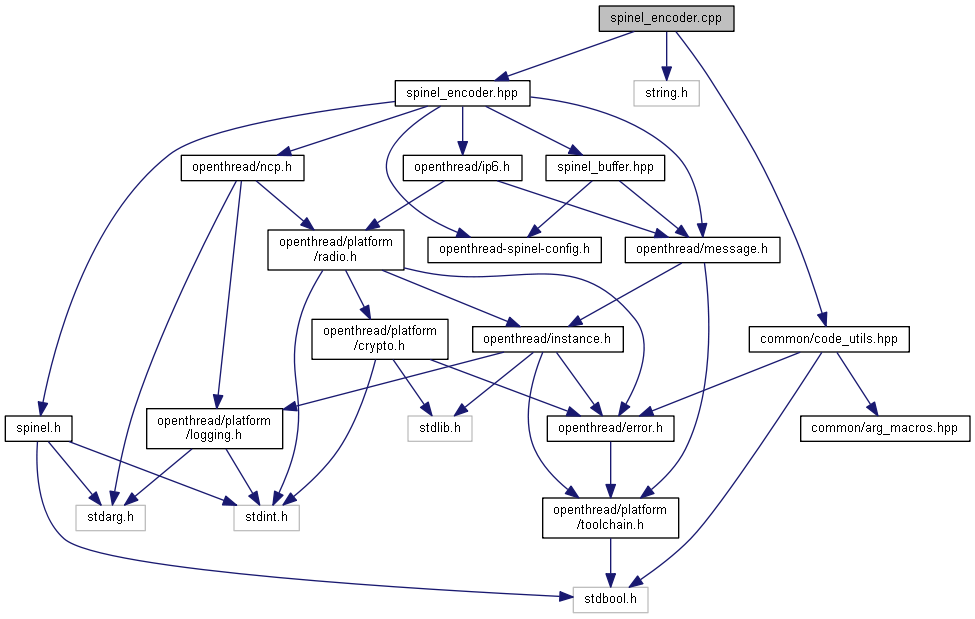 spinel_encoder.cpp
spinel_encoder.hpp
string.h
openthread/ncp.h
openthread/ip6.h
spinel_buffer.hpp
openthread/platform
/radio.h
openthread-spinel-config.h
openthread/message.h
openthread/platform
/crypto.h
openthread/instance.h
common/code_utils.hpp
spinel.h
openthread/platform
/logging.h
stdlib.h
openthread/error.h
common/arg_macros.hpp
stdarg.h
stdint.h
openthread/platform
/toolchain.h
stdbool.h